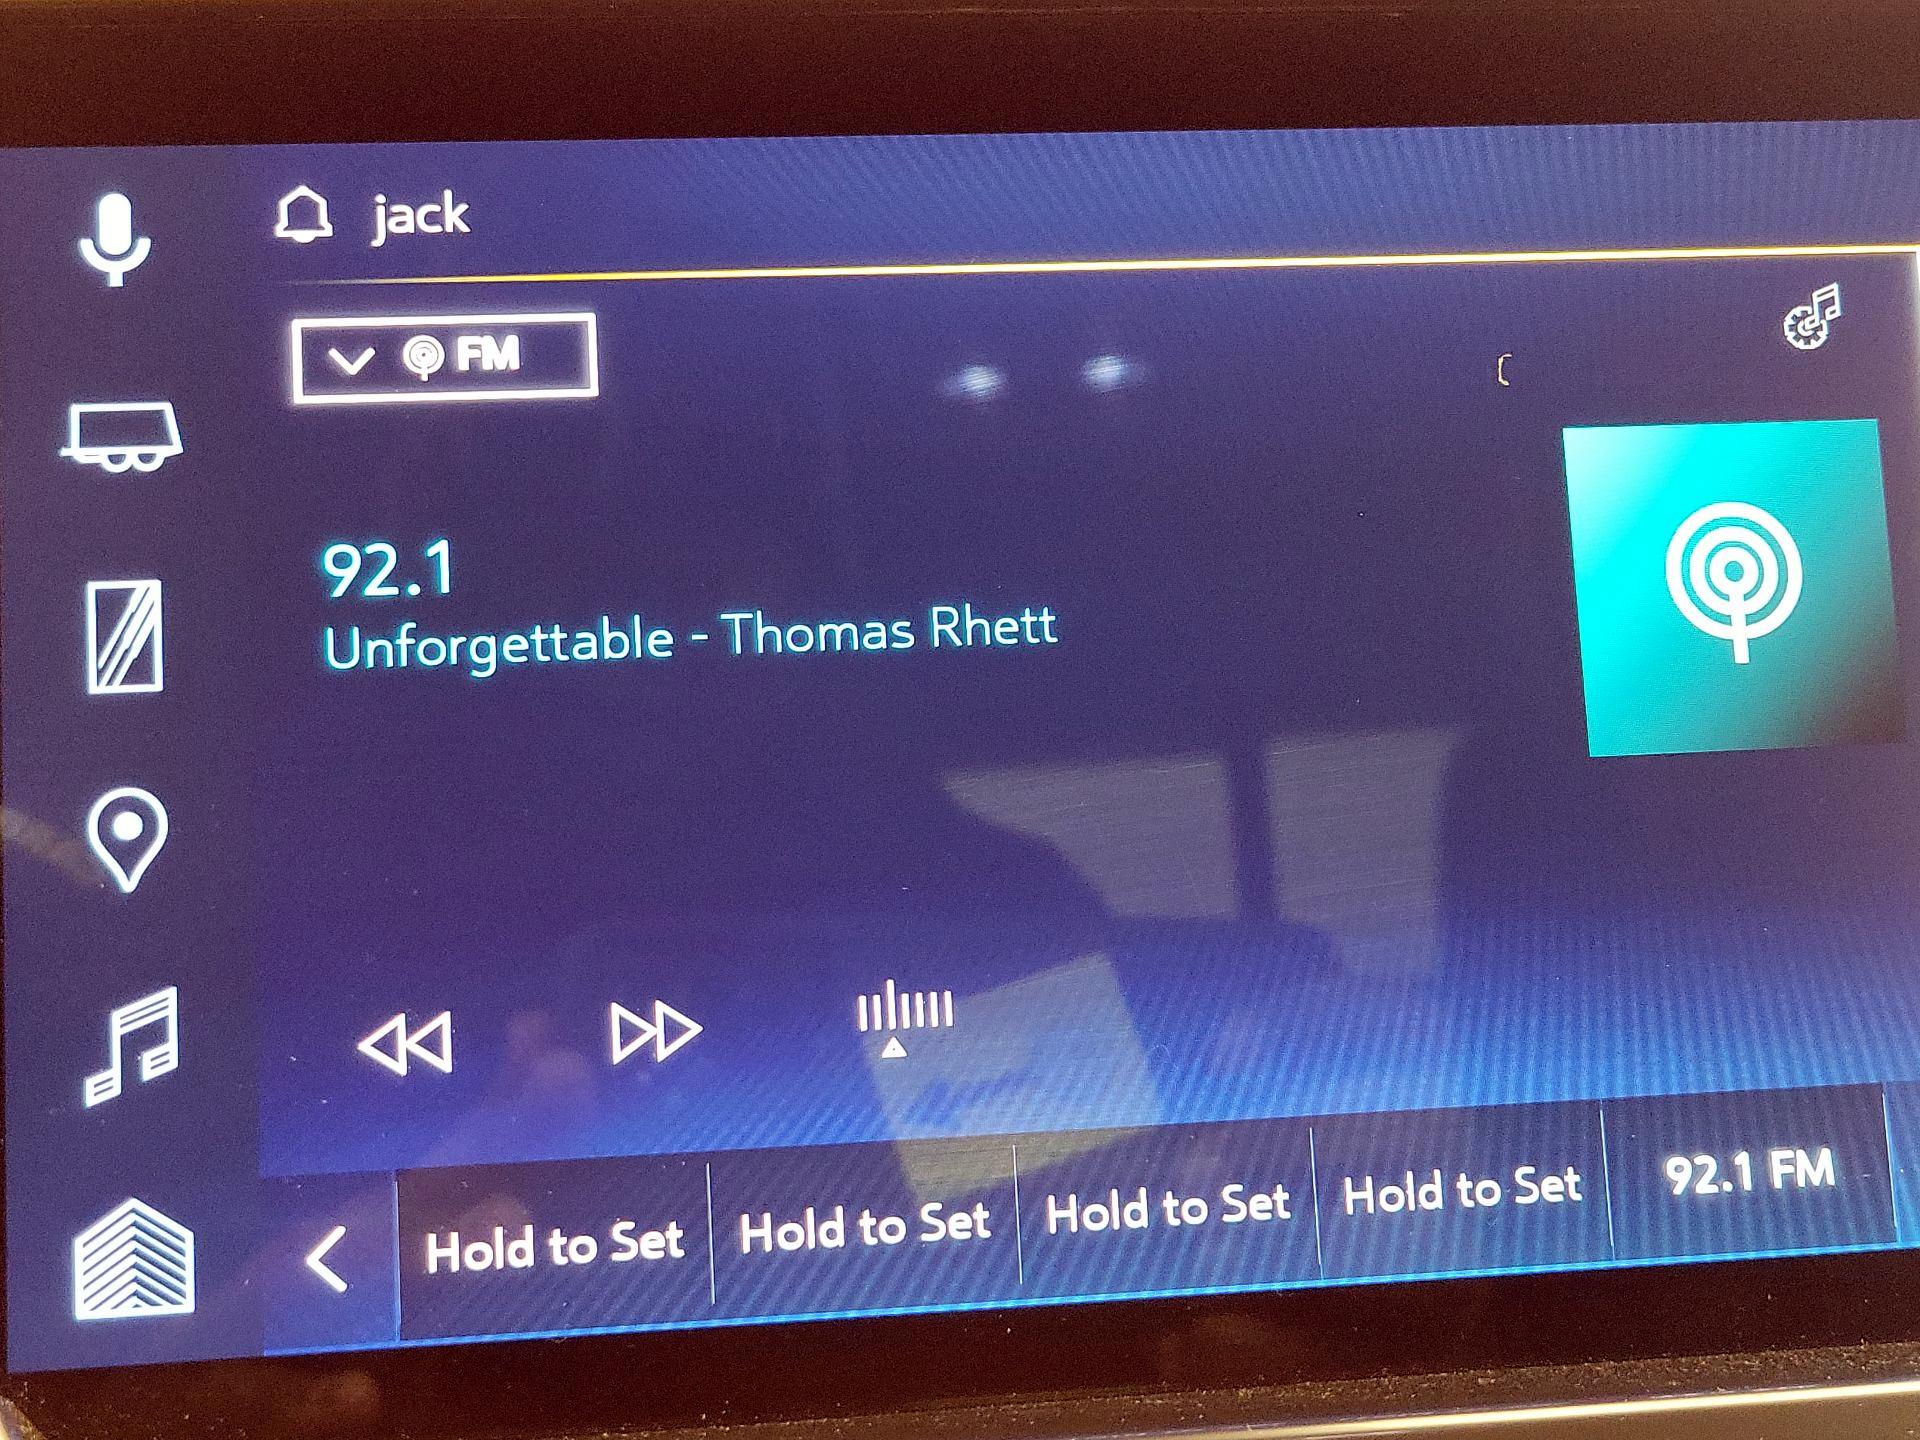 jack
FM
92.1
Unforgettable - Thomas Rhett
Hold to Set
Hold to Set
Hold to Set
Hold to Set
92.1 FM